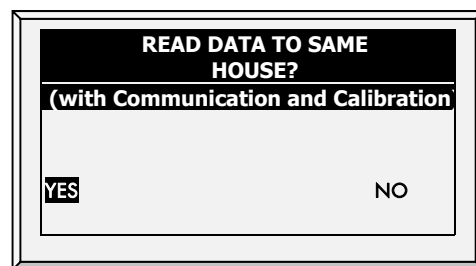 READ DATA TO SAME
HOUSE?
(with Communication and Calibration)
YES NO